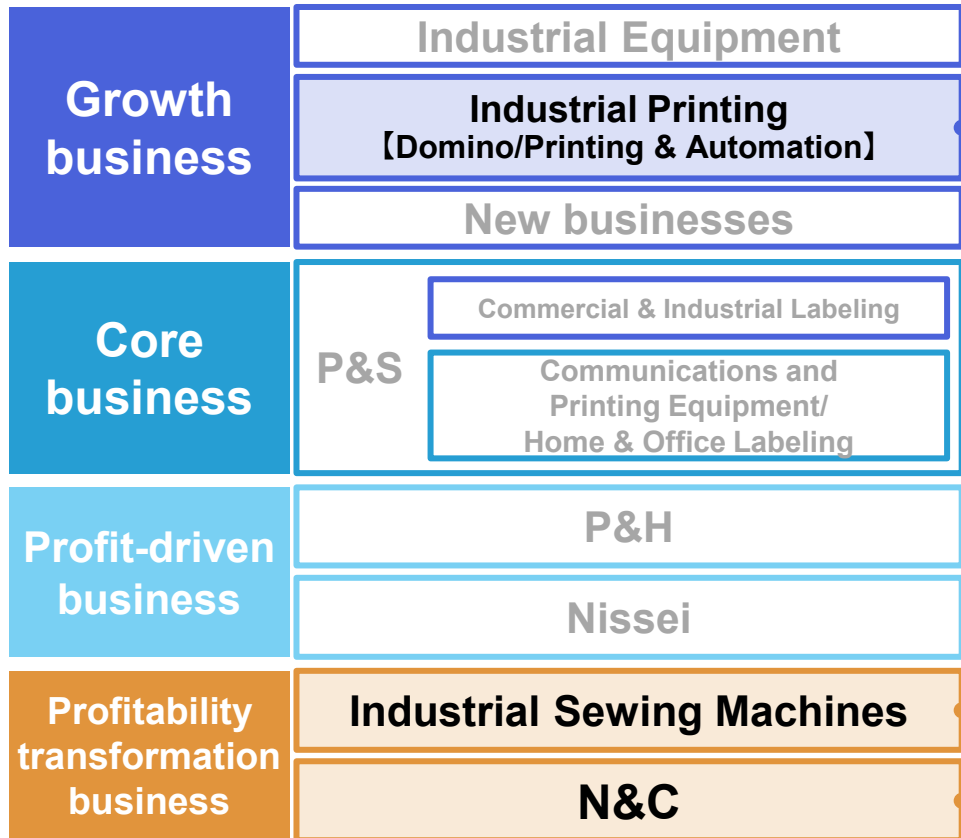 Growth
business
Industrial Equipment
Industrial Printing
【Domino/Printing & Automation】
New businesses
Core
business
P&S
Commercial & Industrial Labeling
Communications and
Printing Equipment/
Home & Office Labeling
Profit-driven
business
P&H
Nissei
Profitability
transformation
business
Industrial Sewing Machines
N&C